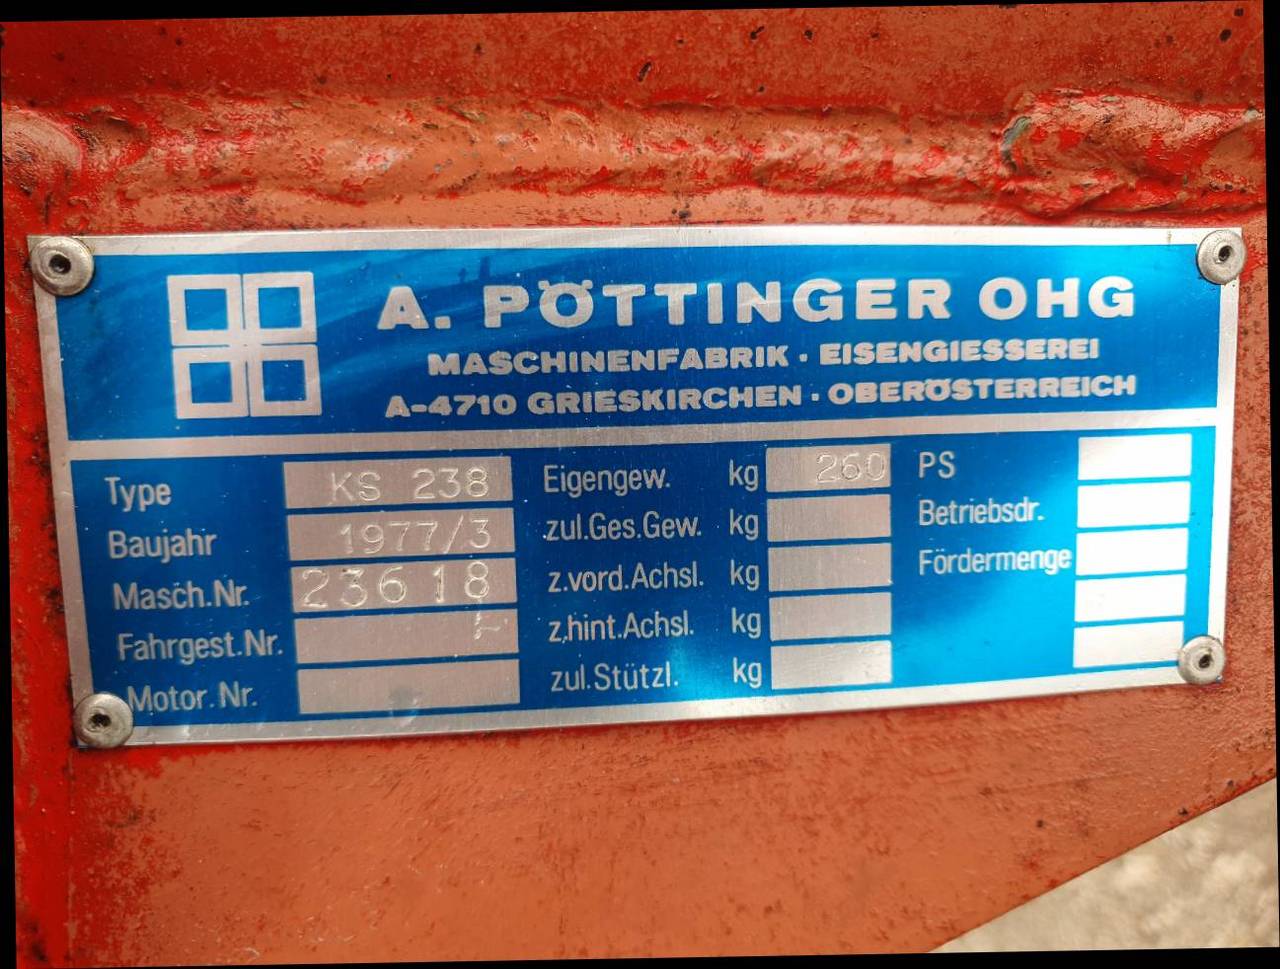 A. PÖTTINGER OHG
MASCHINENFABRIK · EISENGIESSEREI
A-4710 GRIESKIRCHEN · OBERÖSTERREICH
Type KS 238
Baujahr 1977/3
Masch.Nr. 23618
Fahrgest.Nr.
Motor.Nr.
Eigengew. kg 260
zul.Ges.Gew. kg
z.vord.Achsl. kg
z.hint.Achsl. kg
zul.Stützl. kg
PS
Betriebsdr.
Fördermenge